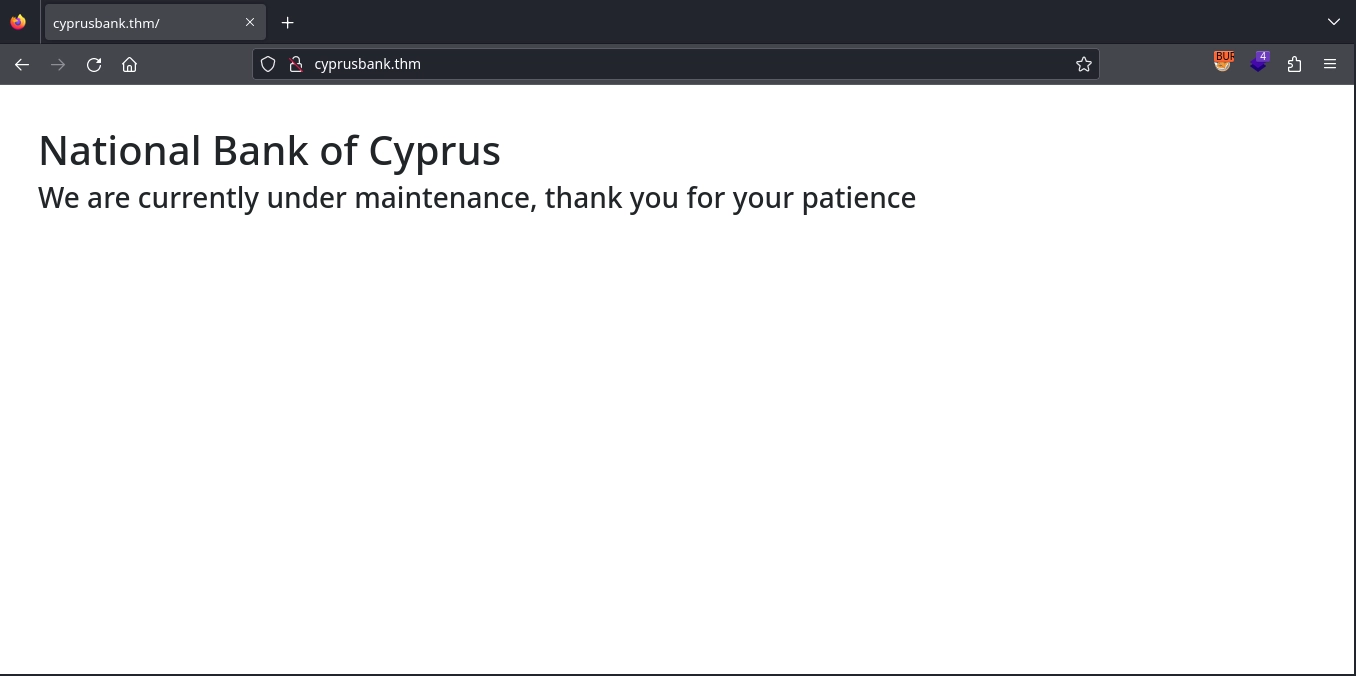 cyprusbank.thm/
cyprusbank.thm
BUR
4
National Bank of Cyprus
We are currently under maintenance, thank you for your patience